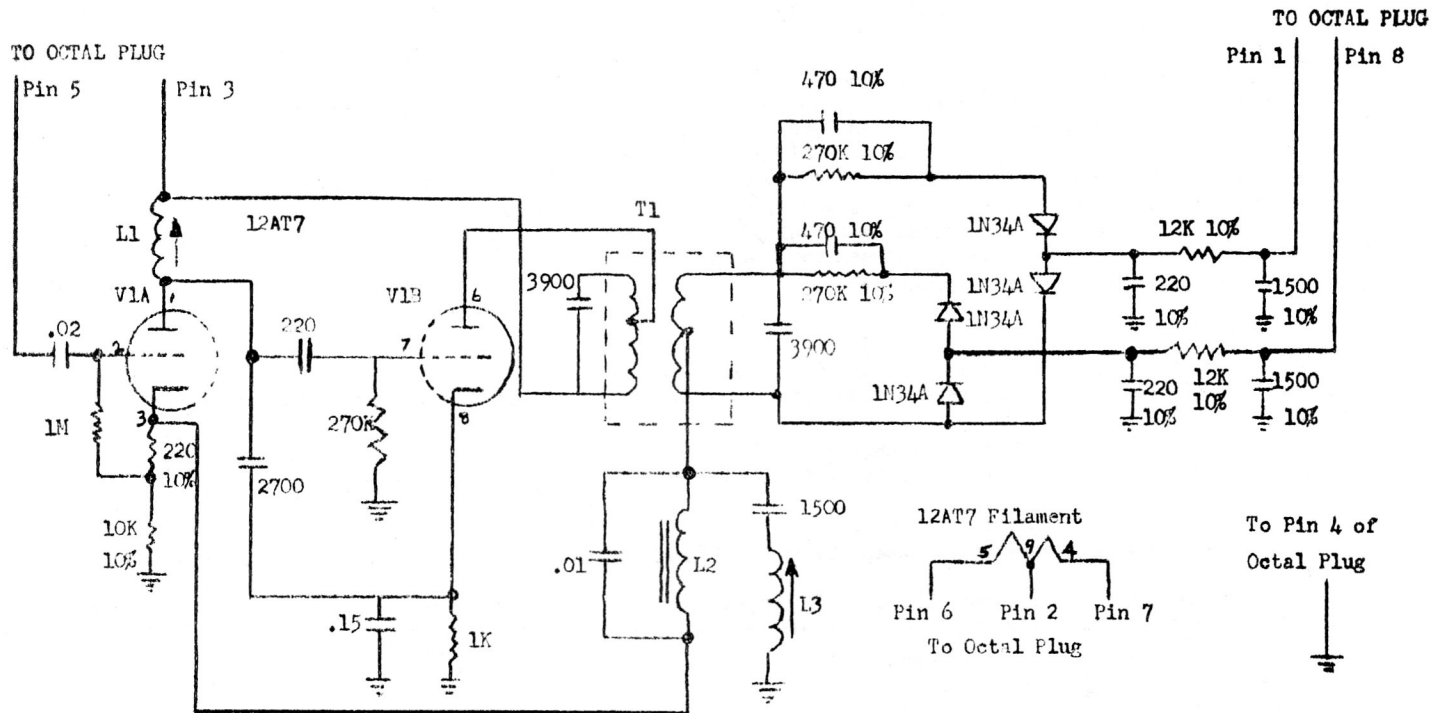 TO OCTAL PLUG
TO OCTAL PLUG
Pin 5
Pin 3
Pin 1
Pin 8
470 10%
270K 10%
L1
12AT7
T1
1N34A
12K 10%
470 10%
V1A
1
3900
V1B
6
270K 10%
1N34A
1N34A
220
10%
1500
10%
.02
2
220
7
3900
1N34A
12K
10%
220
10%
1500
10%
1M
3
220
10%
270K
8
2700
10K
10%
1500
12AT7 Filament
5
9
4
To Pin 4 of
Octal Plug
.01
L2
L3
Pin 6
Pin 2
Pin 7
To Octal Plug
.15
1K